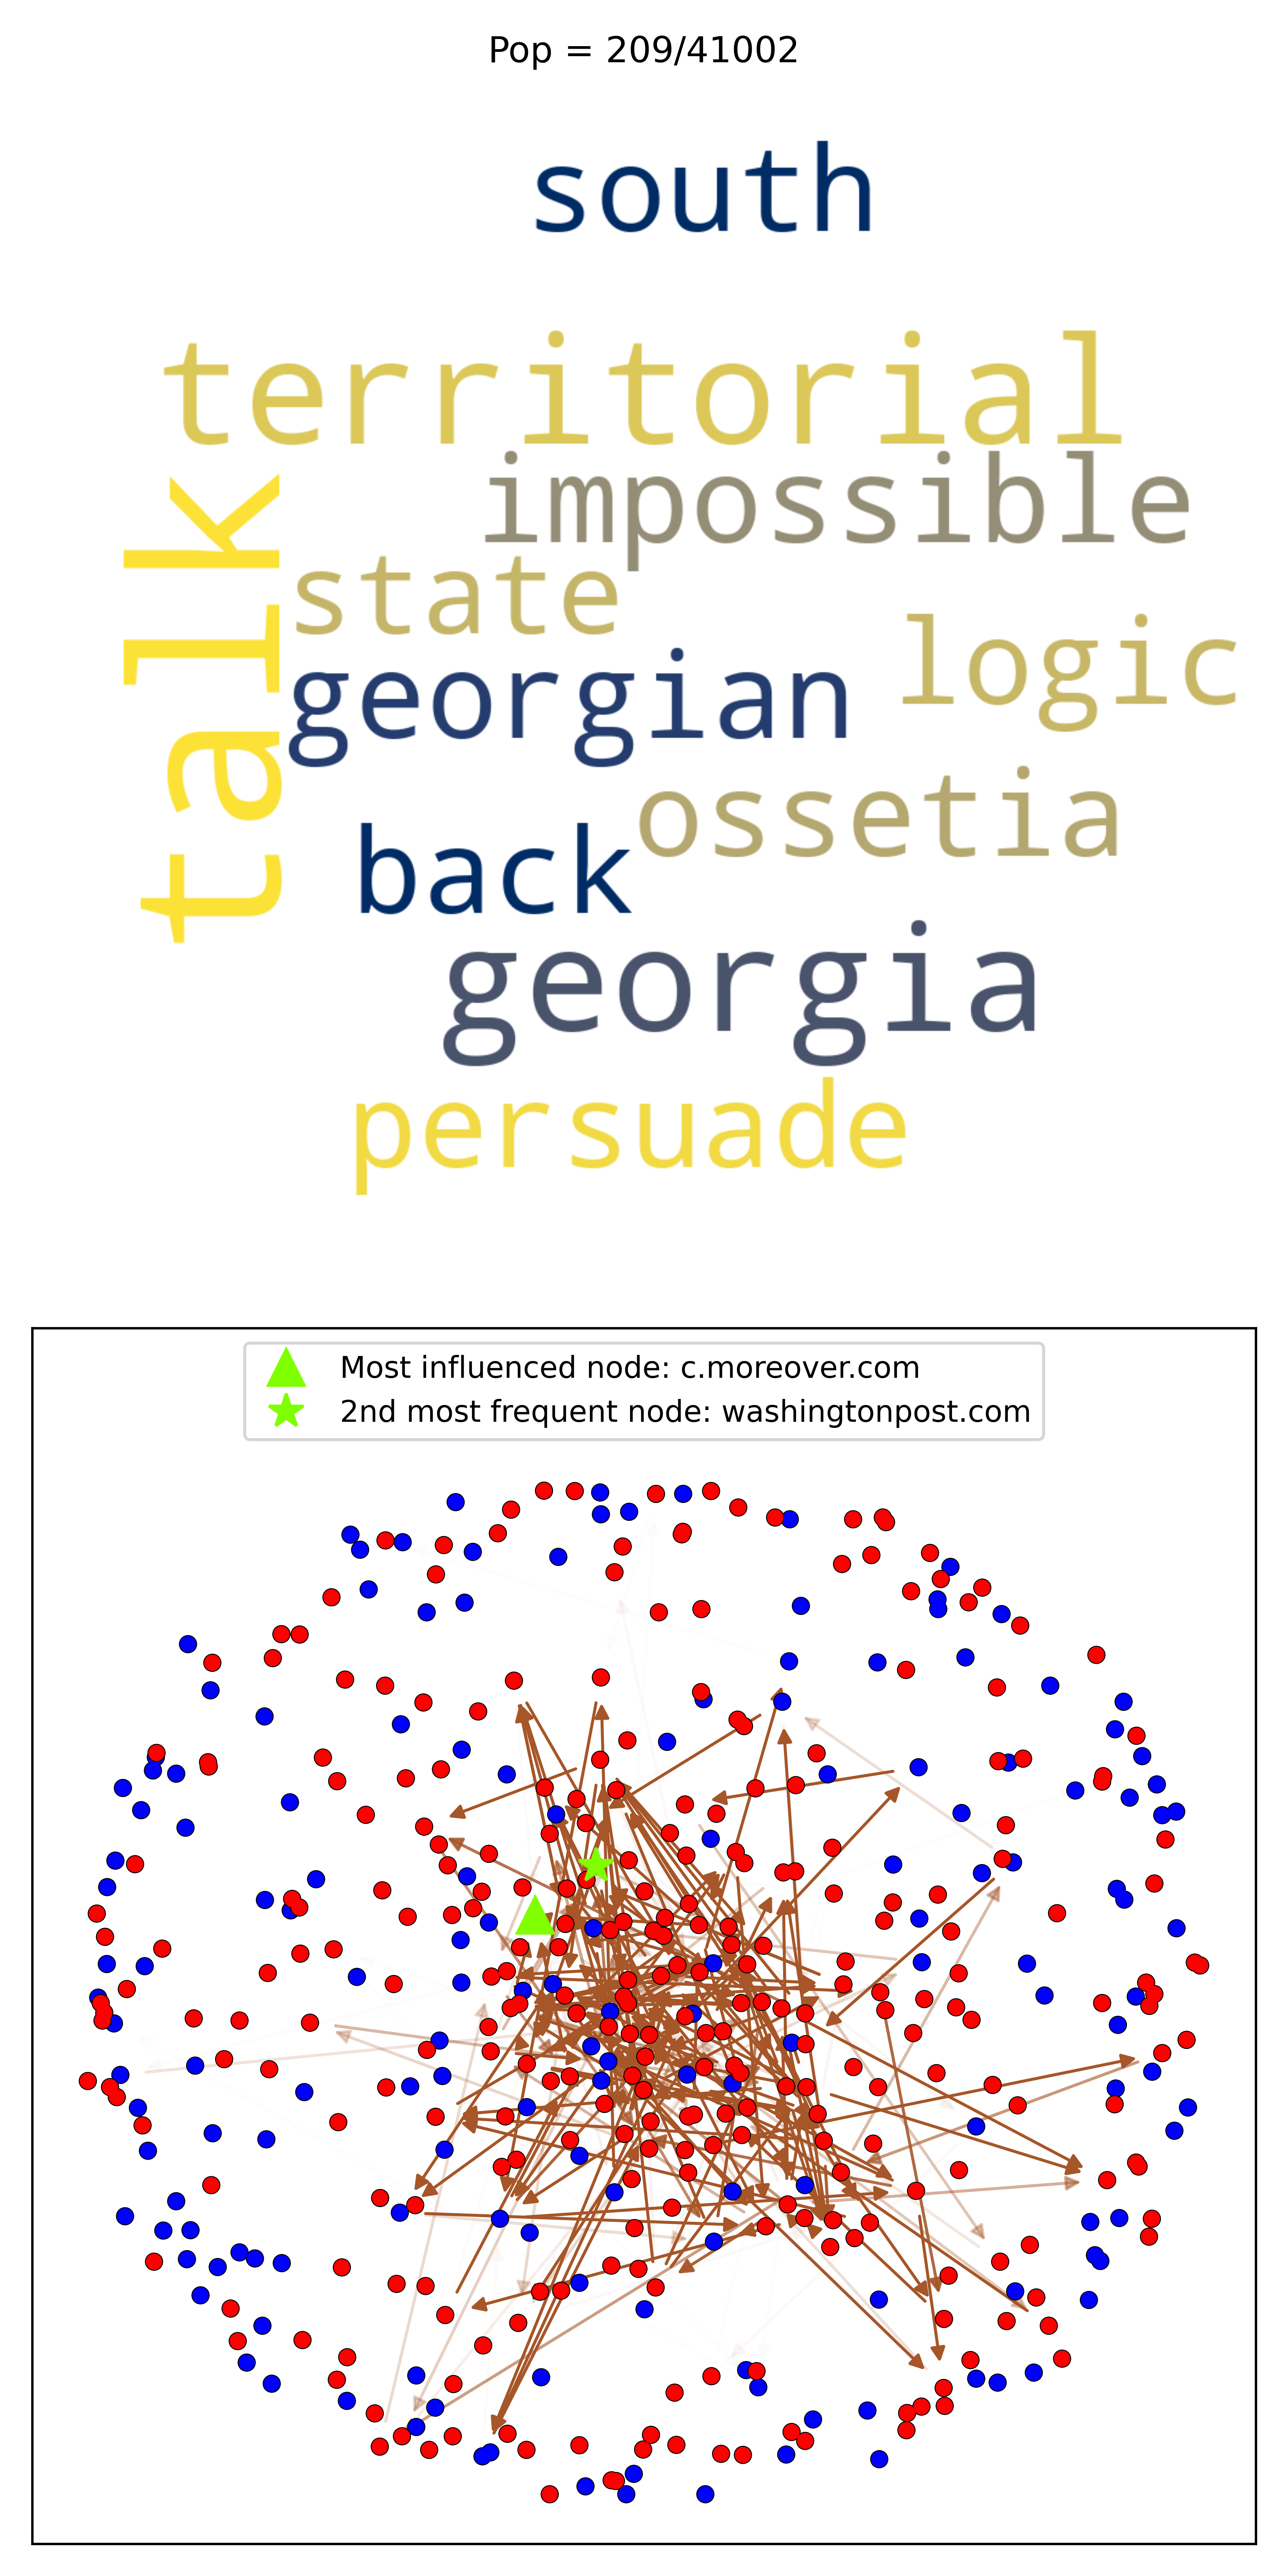 Pop = 209/41002
south
territorial
impossible
talk
state
logic
georgian
ossetia
back
georgia
persuade
Most influenced node: c.moreover.com
2nd most frequent node: washingtonpost.com